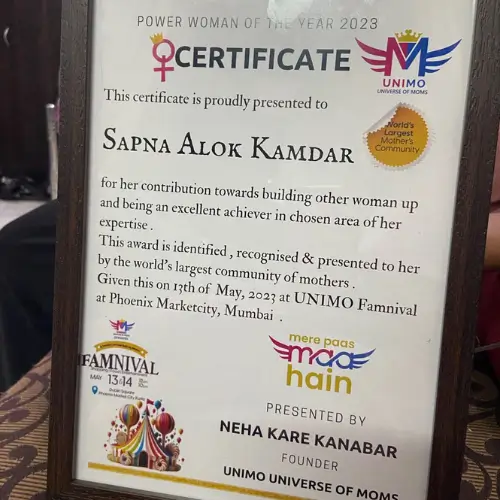 POWER WOMAN OF THE YEAR 2023
CERTIFICATE
UNIMO
UNIVERSE OF MOMS
This certificate is proudly presented to
World's
Largest
Mother's
Community
SAPNA ALOK KAMDAR
for her contribution towards building other woman up
and being an excellent achiever in chosen area of her
expertise .
This award is identified , recognised & presented to her
by the world's largest community of mothers .
Given this on 13th of May, 2023 at UNIMO Famnival
at Phoenix Marketcity, Mumbai .
FAMNIVAL
MAY 13 14
mere paas
maa
hain
PRESENTED BY
NEHA KARE KANABAR
FOUNDER
UNIMO UNIVERSE OF MOMS